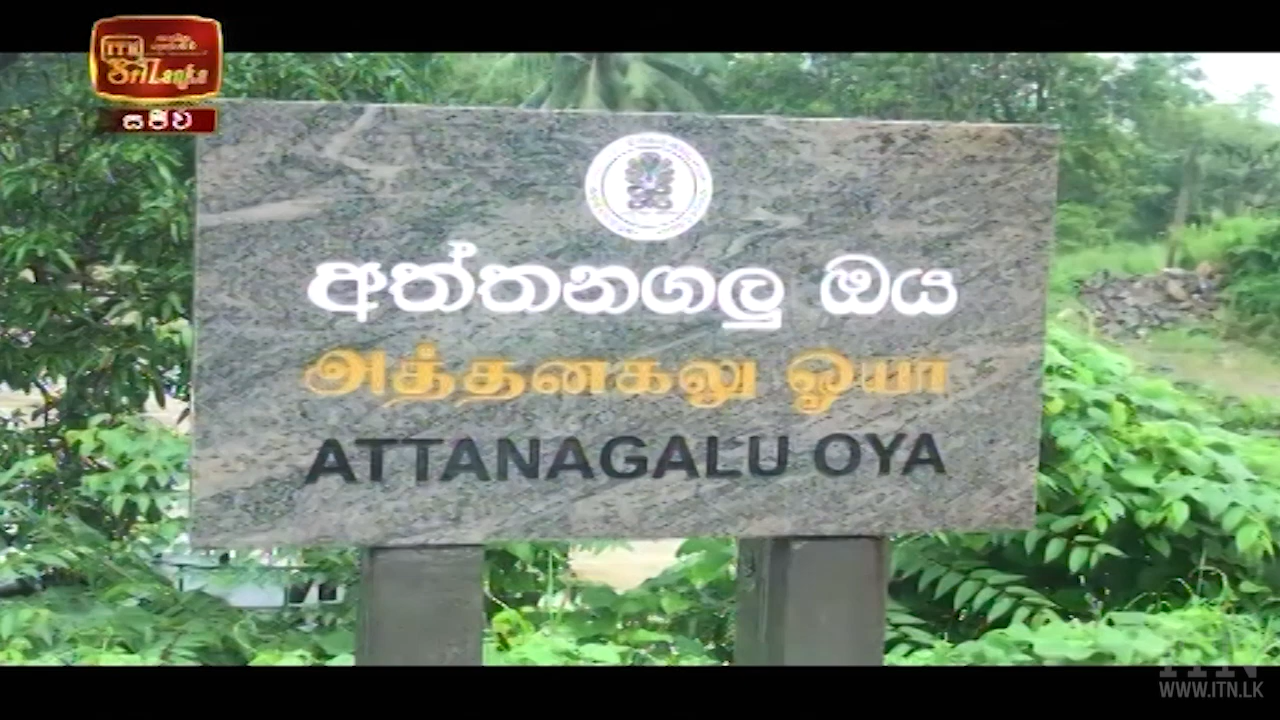 ITN
Sri Lanka
සජීව
අත්තනගලු ඔය
அத்தனகலு ஓயா
ATTANAGALU OYA
ITN
WWW.ITN.LK